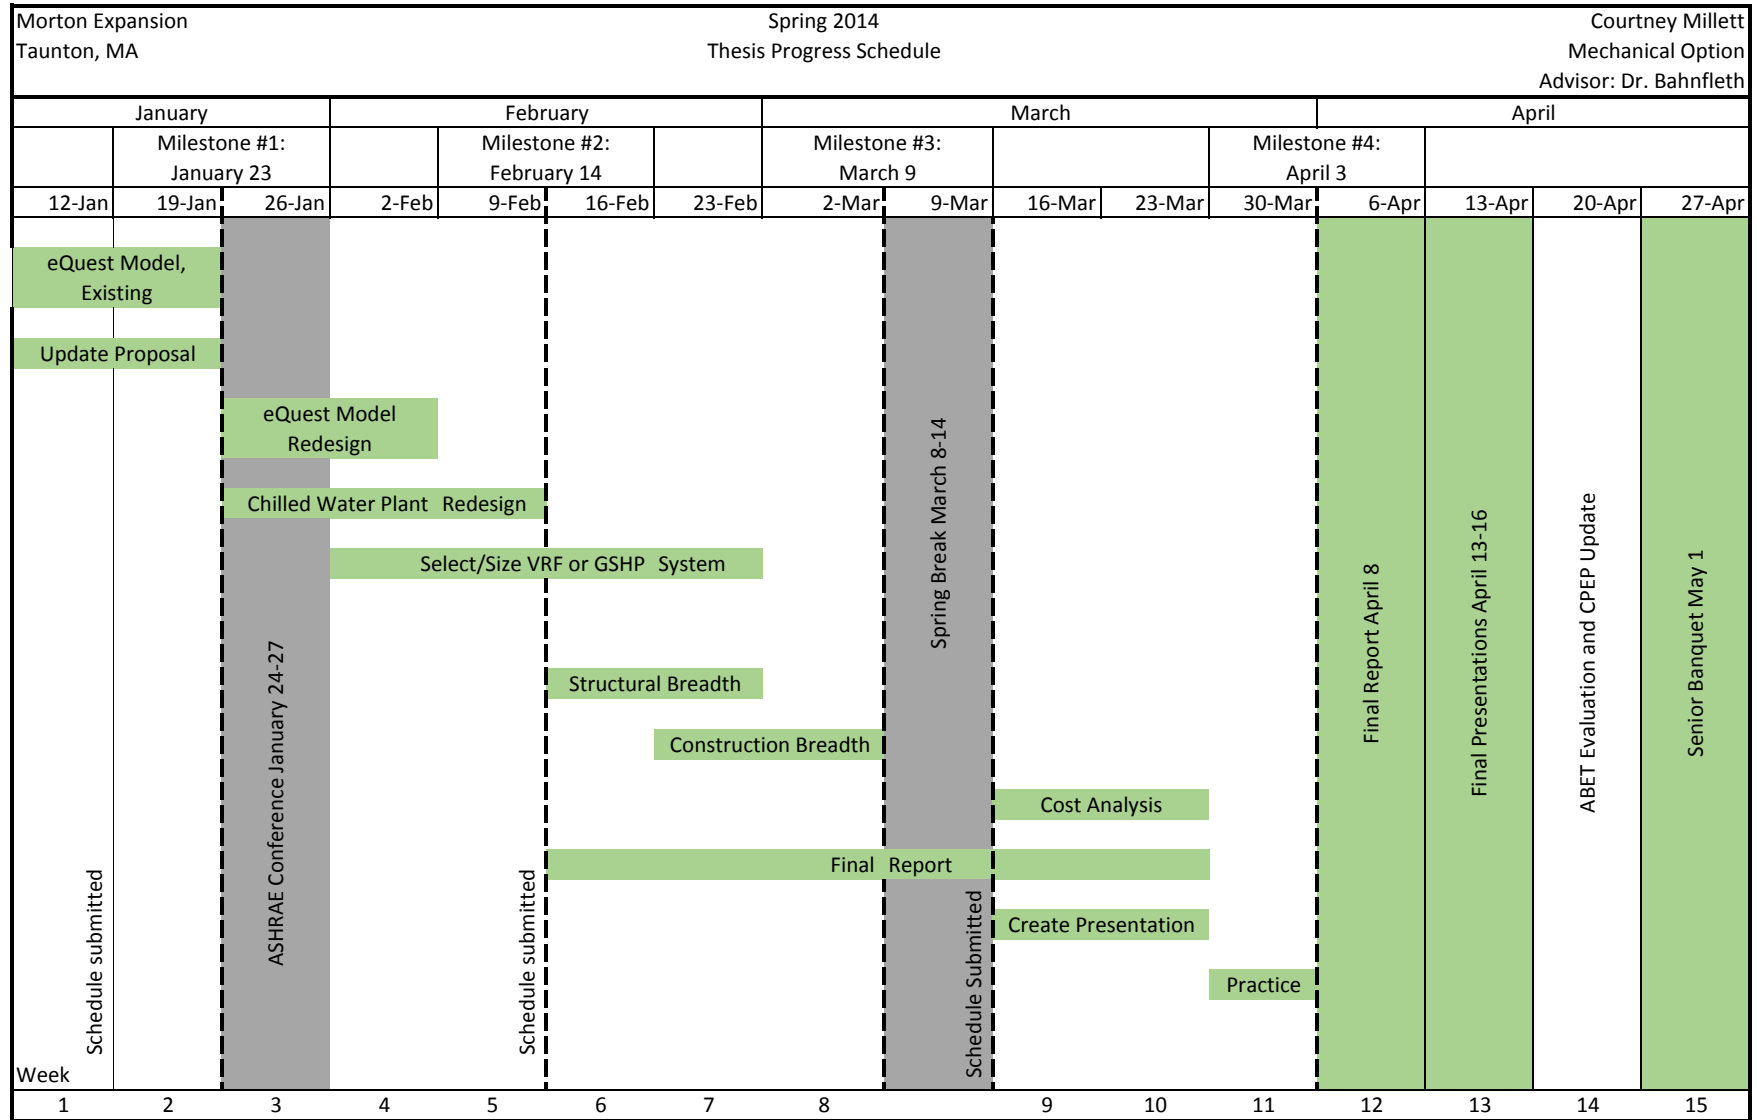 Morton Expansion
Spring 2014
Courtney Millett
Taunton, MA
Thesis Progress Schedule
Mechanical Option
Advisor: Dr. Bahnfleth
January
February
March
April
Milestone #1:
January 23
Milestone #2:
February 14
Milestone #3:
March 9
Milestone #4:
April 3
12-Jan
19-Jan
26-Jan
2-Feb
9-Feb
16-Feb
23-Feb
2-Mar
9-Mar
16-Mar
23-Mar
30-Mar
6-Apr
13-Apr
20-Apr
27-Apr
eQuest Model,
Existing
Update Proposal
eQuest Model
Redesign
Chilled Water Plant Redesign
Select/Size VRF or GSHP System
Structural Breadth
Construction Breadth
Cost Analysis
Final Report
Create Presentation
Practice
Schedule submitted
ASHRAE Conference January 24-27
Schedule submitted
Schedule Submitted
Spring Break March 8-14
Final Report April 8
Final Presentations April 13-16
ABET Evaluation and CPEP Update
Senior Banquet May 1
Week
1
2
3
4
5
6
7
8
9
10
11
12
13
14
15